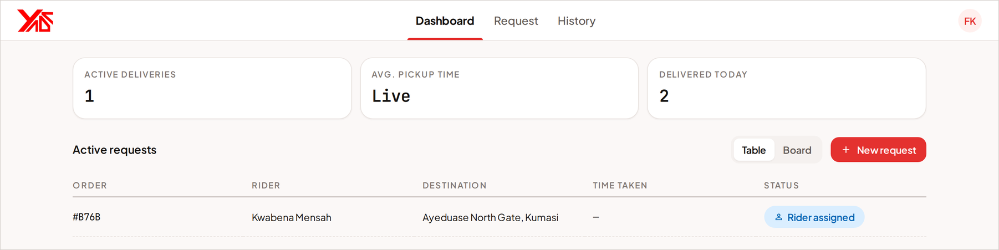 Dashboard Request History FK
ACTIVE DELIVERIES AVG. PICKUP TIME DELIVERED TODAY
1 Live 2
Active requests Table Board + New request
ORDER RIDER DESTINATION TIME TAKEN STATUS
#B76B Kwabena Mensah Ayeduase North Gate, Kumasi — Rider assigned